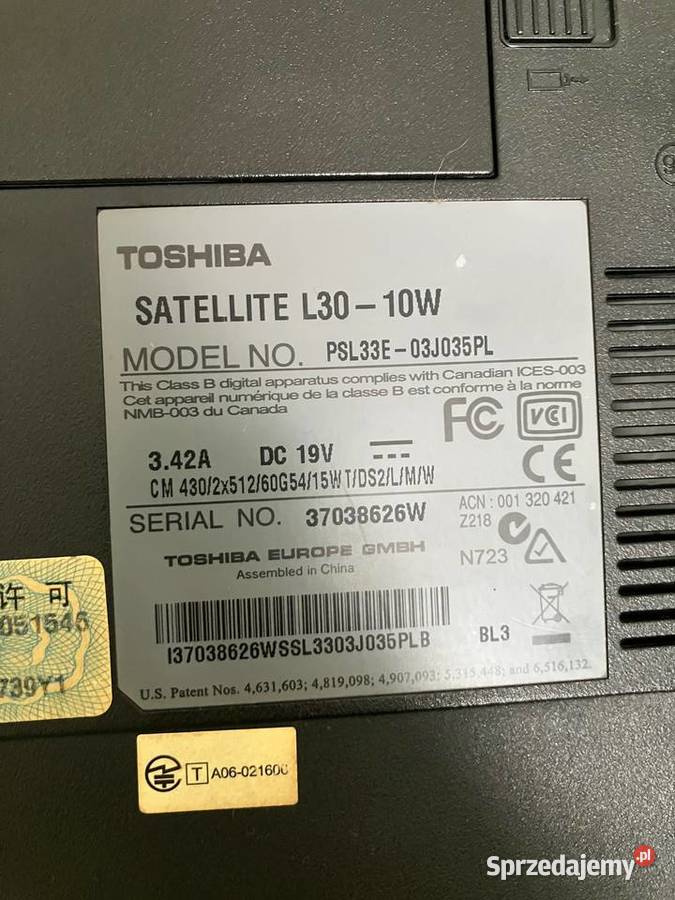 TOSHIBA
SATELLITE L30-10W
MODEL NO. PSL33E-03J035PL
This Class B digital apparatus complies with Canadian ICES-003
Cet appareil numérique de la classe B est conforme à la norme
NMB-003 du Canada
FC VCI
3.42A DC 19V
CE
CM 430/2x512/60G54/15WT/DS2/L/M/W
SERIAL NO. 37038626W
ACN : 001 320 421
Z218
N723
TOSHIBA EUROPE GMBH
Assembled in China
I37038626WSSL3303J035PLB
BL3
U.S. Patent Nos. 4,631,603; 4,819,098; 4,907,093; 5,315,448; and 6,516,132.
许可
051545
739Y1
T A06-021600
Sprzedajemy.pl